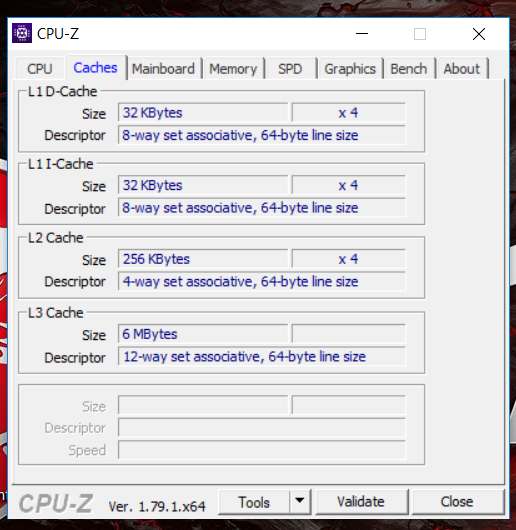 CPU-Z
CPU Caches Mainboard Memory SPD Graphics Bench About
L1 D-Cache
Size 32 KBytes x 4
Descriptor 8-way set associative, 64-byte line size
L1 I-Cache
Size 32 KBytes x 4
Descriptor 8-way set associative, 64-byte line size
L2 Cache
Size 256 KBytes x 4
Descriptor 4-way set associative, 64-byte line size
L3 Cache
Size 6 MBytes
Descriptor 12-way set associative, 64-byte line size
Size
Descriptor
Speed
CPU-Z Ver. 1.79.1.x64 Tools Validate Close